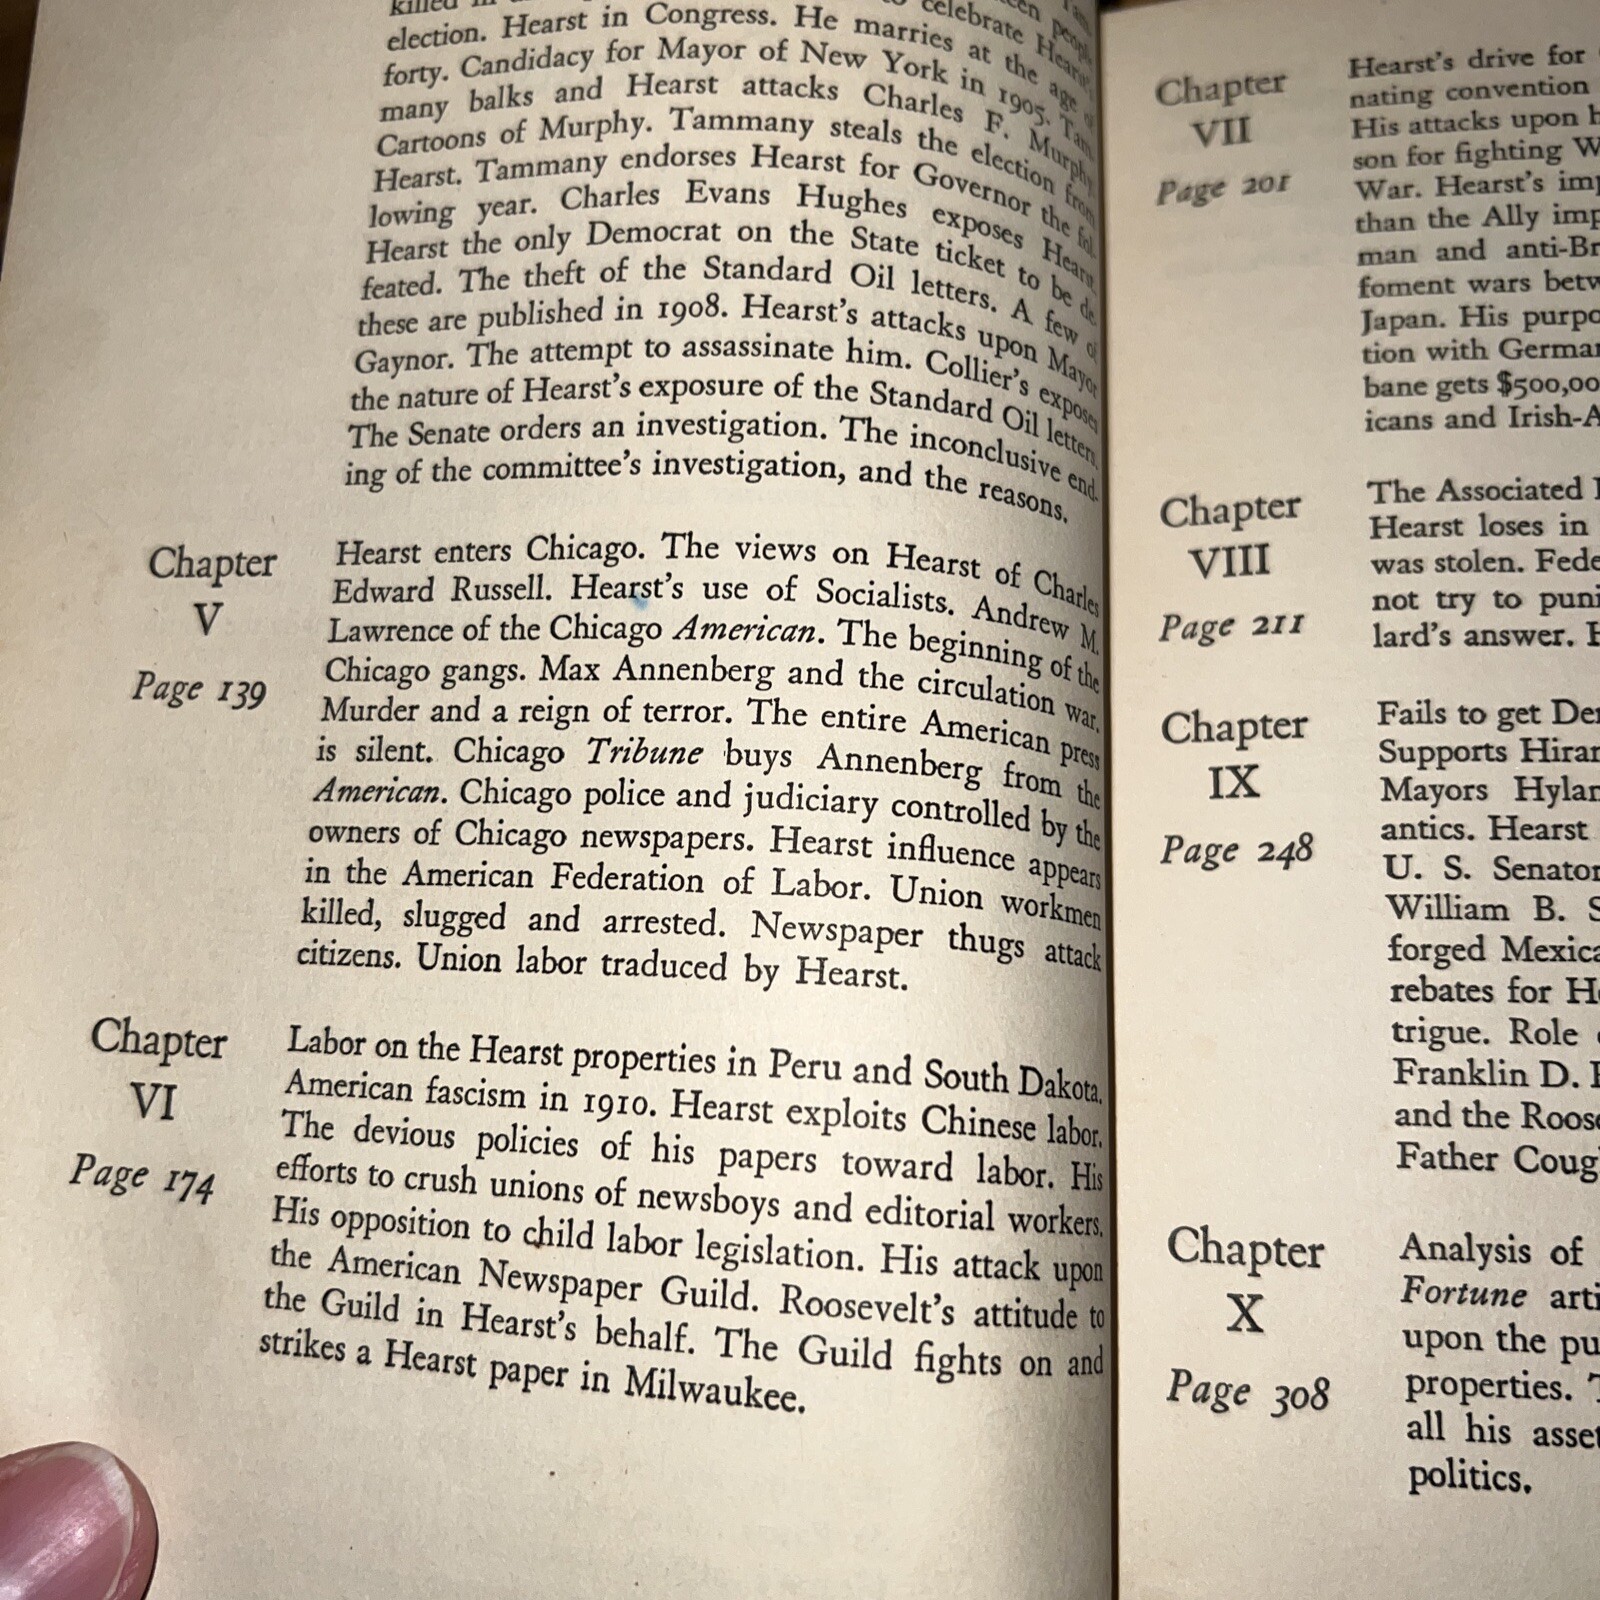 election. Hearst in Congress. He marries at the age of
forty. Candidacy for Mayor of New York in 1905. Tam-
many balks and Hearst attacks Charles F. Murphy.
Cartoons of Murphy. Tammany steals the election from
Hearst. Tammany endorses Hearst for Governor the fol-
lowing year. Charles Evans Hughes exposes Hearst.
Hearst the only Democrat on the State ticket to be de-
feated. The theft of the Standard Oil letters. A few of
these are published in 1908. Hearst's attacks upon Mayor
Gaynor. The attempt to assassinate him. Collier's exposes
the nature of Hearst's exposure of the Standard Oil letters.
The Senate orders an investigation. The inconclusive end-
ing of the committee's investigation, and the reasons.
Chapter
V
Page 139
Hearst enters Chicago. The views on Hearst of Charles
Edward Russell. Hearst's use of Socialists. Andrew M.
Lawrence of the Chicago American. The beginning of the
Chicago gangs. Max Annenberg and the circulation war.
Murder and a reign of terror. The entire American press
is silent. Chicago Tribune buys Annenberg from the
American. Chicago police and judiciary controlled by the
owners of Chicago newspapers. Hearst influence appears
in the American Federation of Labor. Union workmen
killed, slugged and arrested. Newspaper thugs attack
citizens. Union labor traduced by Hearst.
Chapter
VI
Page 174
Labor on the Hearst properties in Peru and South Dakota.
American fascism in 1910. Hearst exploits Chinese labor.
The devious policies of his papers toward labor. His
efforts to crush unions of newsboys and editorial workers.
His opposition to child labor legislation. His attack upon
the American Newspaper Guild. Roosevelt's attitude to
the Guild in Hearst's behalf. The Guild fights on and
strikes a Hearst paper in Milwaukee.
Chapter
VII
Page 201
Hearst's drive for
nating convention
His attacks upon
son for fighting
War. Hearst's
than the Ally
man and anti-
foment wars
Japan. His
tion with
bane gets
icans and
Chapter
VIII
Page 211
The Associated
Hearst loses in
was stolen.
not try to
lard's answer.
Chapter
IX
Page 248
Fails to get
Supports
Mayors
antics. Hearst
U. S.
William B.
forged
rebates for
trigue. Role
Franklin D.
and the
Father
Chapter
X
Page 308
Analysis of
Fortune
upon the
properties.
all his
politics.